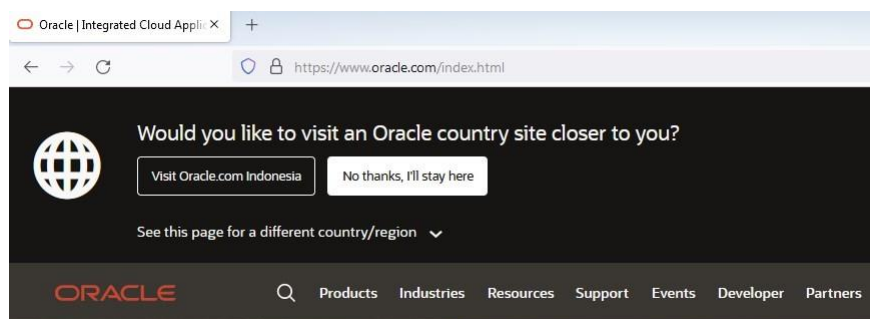 Oracle | Integrated Cloud Applic
https://www.oracle.com/index.html
Would you like to visit an Oracle country site closer to you?
Visit Oracle.com Indonesia No thanks, I'll stay here
See this page for a different country/region
ORACLE Products Industries Resources Support Events Developer Partners